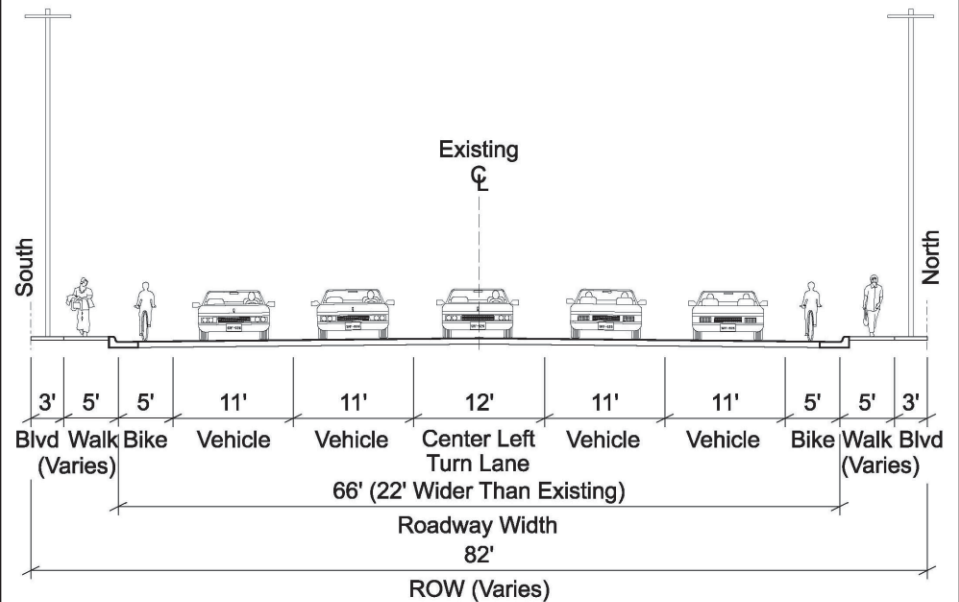 Existing
CL
South
North
3' 5' 5' 11' 11' 12' 11' 11' 5' 5' 3'
Blvd Walk Bike Vehicle Vehicle Center Left Vehicle Vehicle Bike Walk Blvd
(Varies) Turn Lane (Varies)
66' (22' Wider Than Existing)
Roadway Width
82'
ROW (Varies)